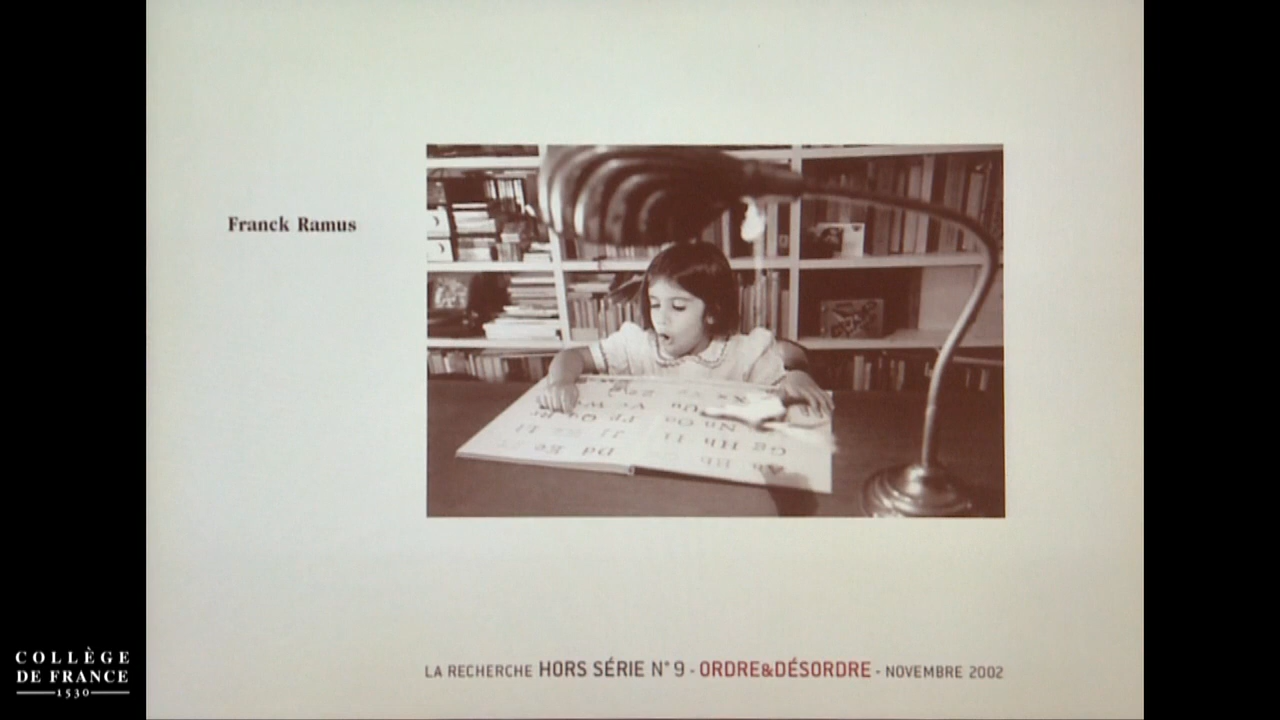 Franck Ramus
LA RECHERCHE HORS SÉRIE N° 9 - ORDRE&DÉSORDRE - NOVEMBRE 2002
COLLÈGE
DE FRANCE
1530